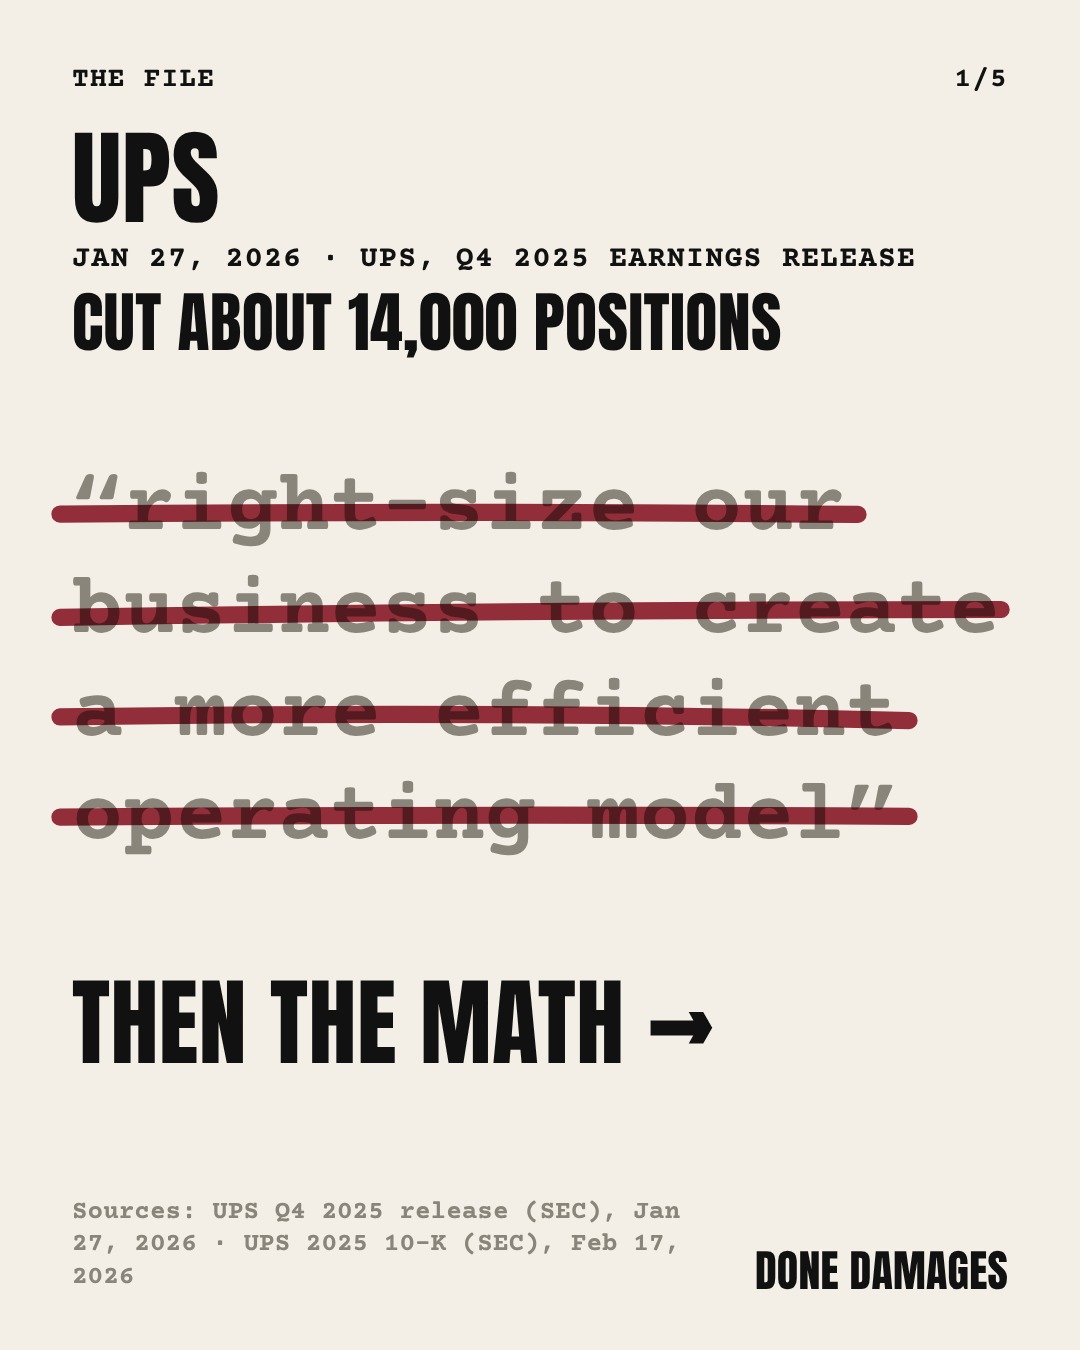 THE FILE
1/5
UPS
JAN 27, 2026 · UPS, Q4 2025 EARNINGS RELEASE
CUT ABOUT 14,000 POSITIONS
“right-size our
business to create
a more efficient
operating model”
THEN THE MATH →
Sources: UPS Q4 2025 release (SEC), Jan
27, 2026 · UPS 2025 10-K (SEC), Feb 17,
2026
DONE DAMAGES